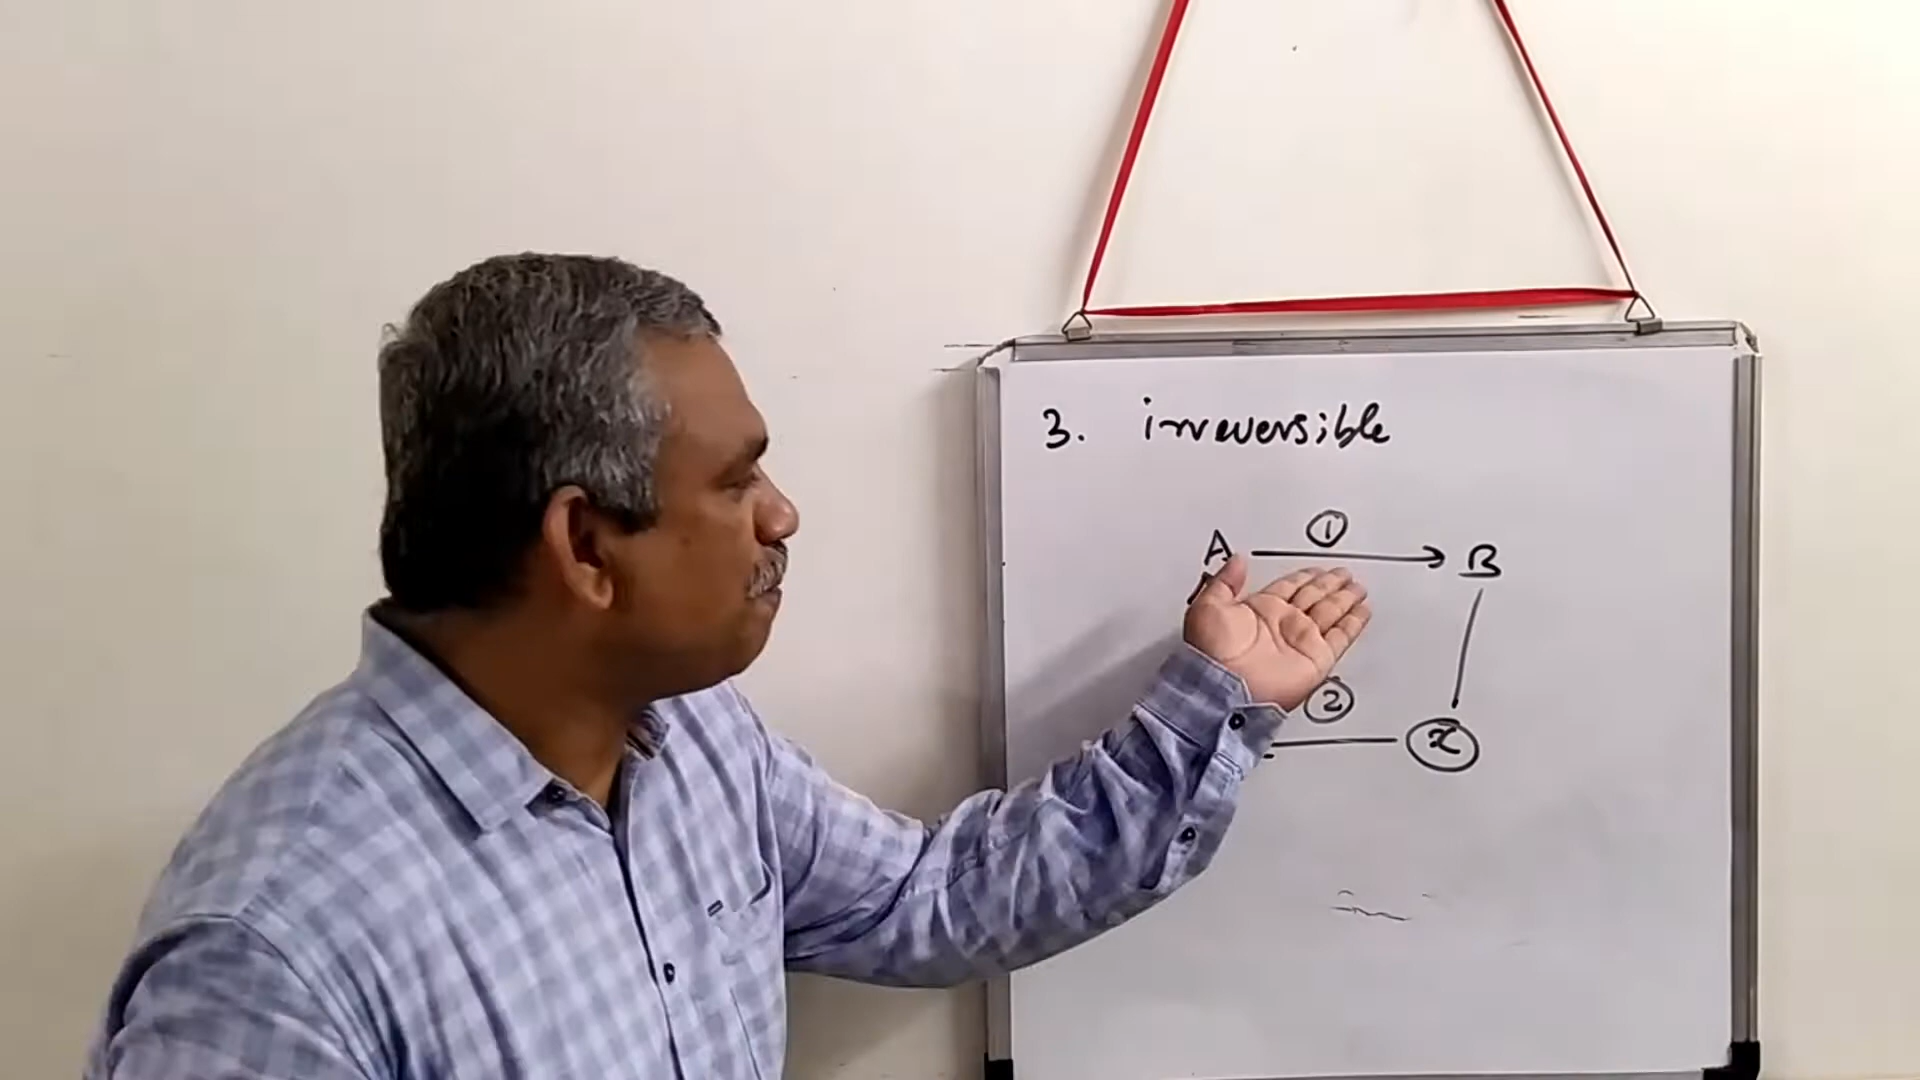 3. irreversible
①
A → B
②
x